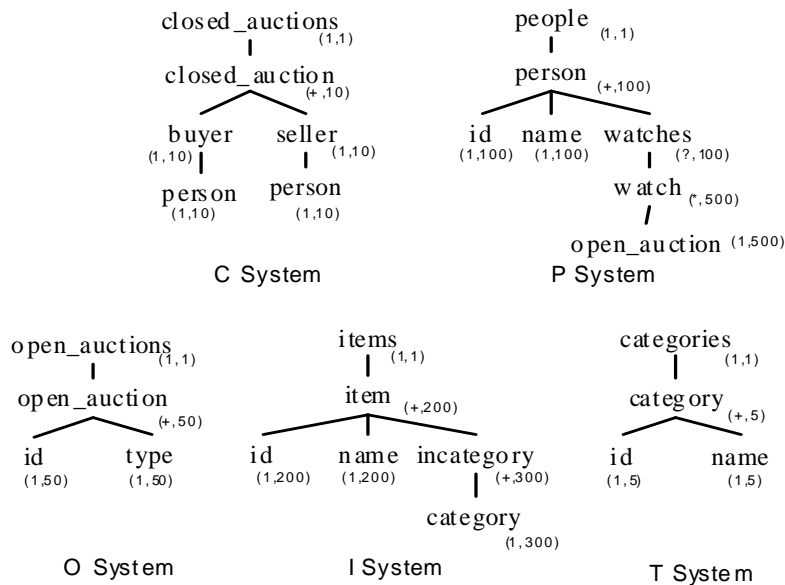 closed_auctions (1,1)
closed_auction (+,10)
buyer (1,10)
seller (1,10)
person (1,10)
person (1,10)
C System
people (1,1)
person (+,100)
id (1,100)
name (1,100)
watches (?,100)
watch (*,500)
open_auction (1,500)
P System
open_auctions (1,1)
open_auction (+,50)
id (1,50)
type (1,50)
O System
items (1,1)
item (+,200)
id (1,200)
name (1,200)
incategory (+,300)
category (1,300)
I System
categories (1,1)
category (+,5)
id (1,5)
name (1,5)
T System